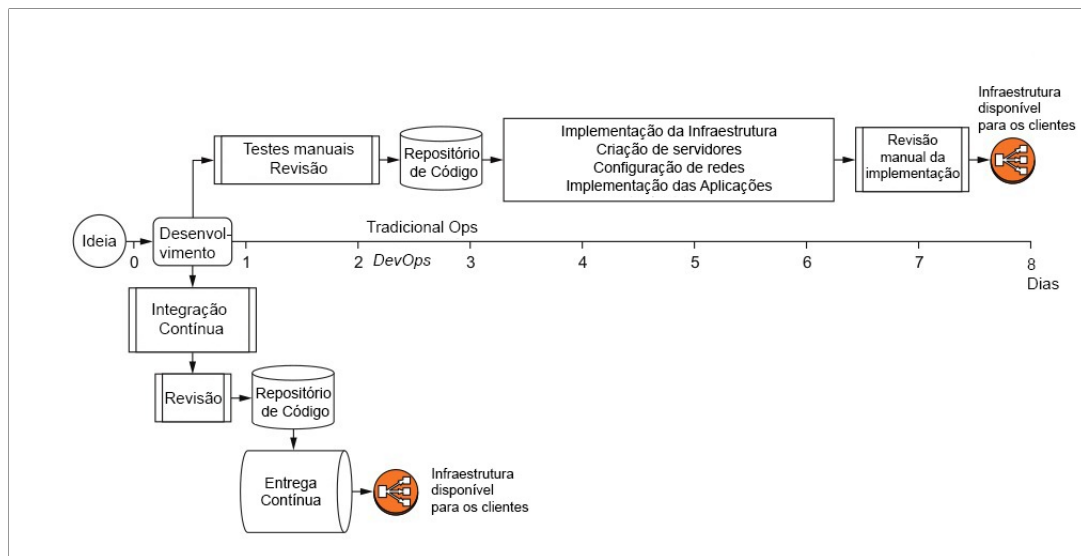 Infraestrutura
disponível
para os clientes
Testes manuais
Revisão
Repositório
de Código
Implementação da Infraestrutura
Criação de servidores
Configuração de redes
Implementação das Aplicações
Revisão
manual da
implementação
Ideia
Desenvol-
vimento
Tradicional Ops
0 1 2 3 4 5 6 7 8
DevOps
Dias
Integração
Contínua
Revisão
Repositório
de Código
Entrega
Contínua
Infraestrutura
disponível
para os clientes